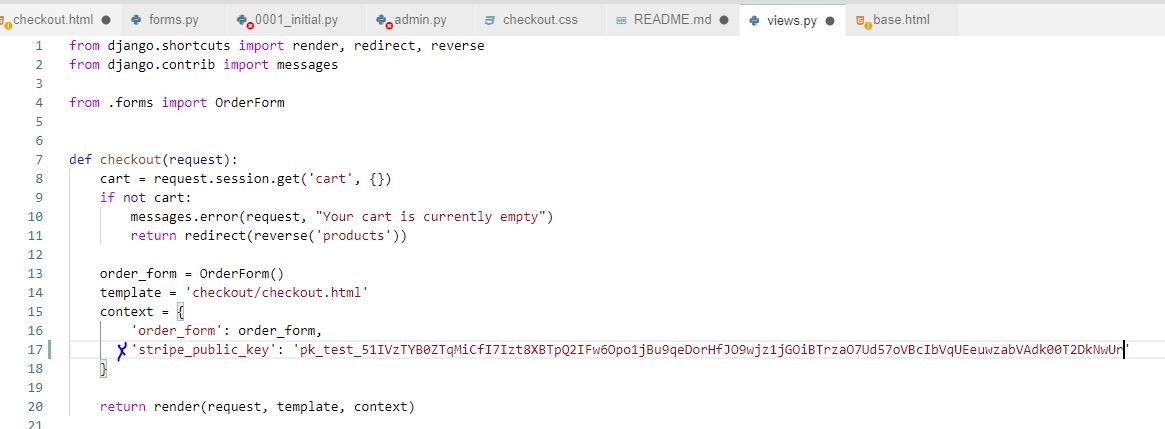 checkout.html forms.py 0001_initial.py admin.py checkout.css README.md views.py base.html
1 from django.shortcuts import render, redirect, reverse
2 from django.contrib import messages
3
4 from .forms import OrderForm
5
6
7 def checkout(request):
8 cart = request.session.get('cart', {})
9 if not cart:
10 messages.error(request, "Your cart is currently empty")
11 return redirect(reverse('products'))
12
13 order_form = OrderForm()
14 template = 'checkout/checkout.html'
15 context = {
16 'order_form': order_form,
17 'stripe_public_key': 'pk_test_51IVzTYB0ZTqMiCfI7Izt8XBTpQ2IFw6Opo1jBu9qeDorHfJO9wjz1jGOiBTrzaO7Ud57oVBcIbVqUEeuwzabVAdk00T2DkNwUr'
18 }
19
20 return render(request, template, context)
21